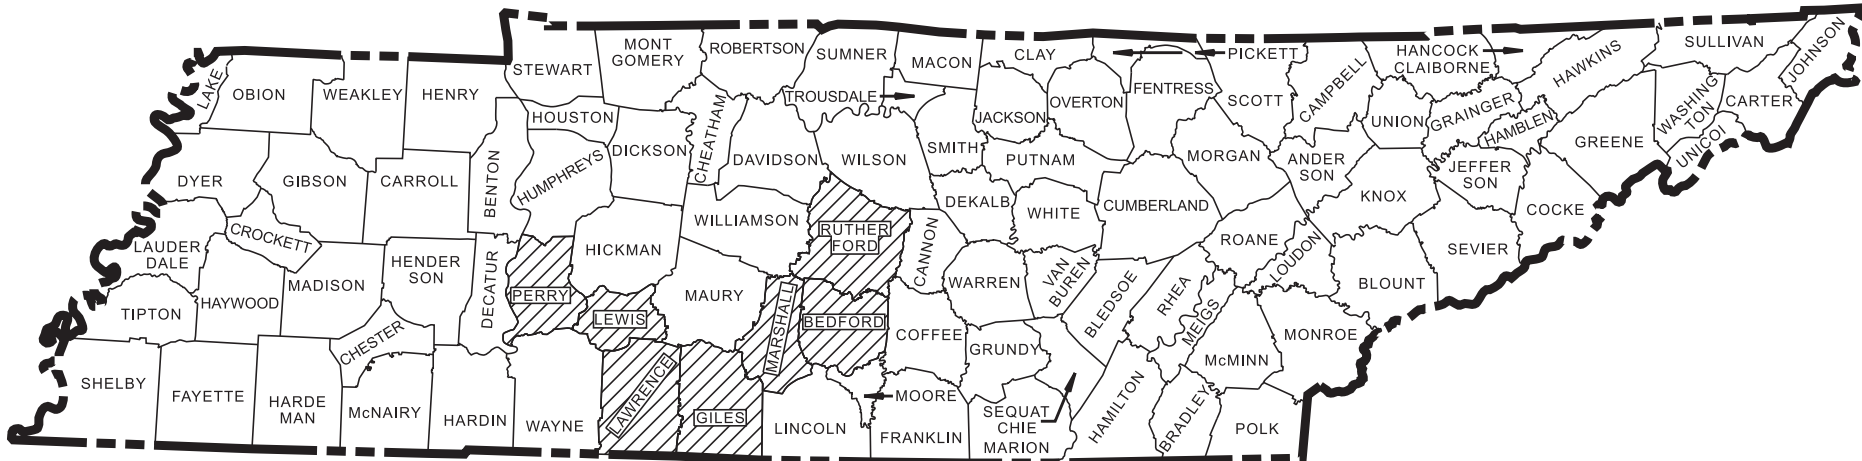 LAKE
OBION
WEAKLEY
HENRY
STEWART
MONT
GOMERY
ROBERTSON
SUMNER
MACON
CLAY
PICKETT
HANCOCK
CLAIBORNE
HAWKINS
SULLIVAN
JOHNSON
TROUSDALE
HOUSTON
DICKSON
CHEATHAM
DAVIDSON
WILSON
SMITH
JACKSON
OVERTON
FENTRESS
SCOTT
CAMPBELL
UNION
GRAINGER
HAMBLEN
GREENE
WASHING
TON
UNICOI
CARTER
DYER
GIBSON
CARROLL
BENTON
HUMPHREYS
WILLIAMSON
RUTHER
FORD
DEKALB
PUTNAM
WHITE
CUMBERLAND
MORGAN
ANDER
SON
KNOX
JEFFER
SON
COCKE
SEVIER
LAUDER
DALE
CROCKETT
MADISON
HENDER
SON
DECATUR
PERRY
HICKMAN
LEWIS
MAURY
MARSHALL
BEDFORD
CANNON
WARREN
VAN
BUREN
BLEDSOE
RHEA
MEIGS
ROANE
LOUDON
BLOUNT
MONROE
TIPTON
HAYWOOD
CHESTER
COFFEE
GRUNDY
McMINN
SHELBY
FAYETTE
HARDE
MAN
McNAIRY
HARDIN
WAYNE
LAWRENCE
GILES
LINCOLN
MOORE
FRANKLIN
SEQUAT
CHIE
MARION
HAMILTON
BRADLEY
POLK